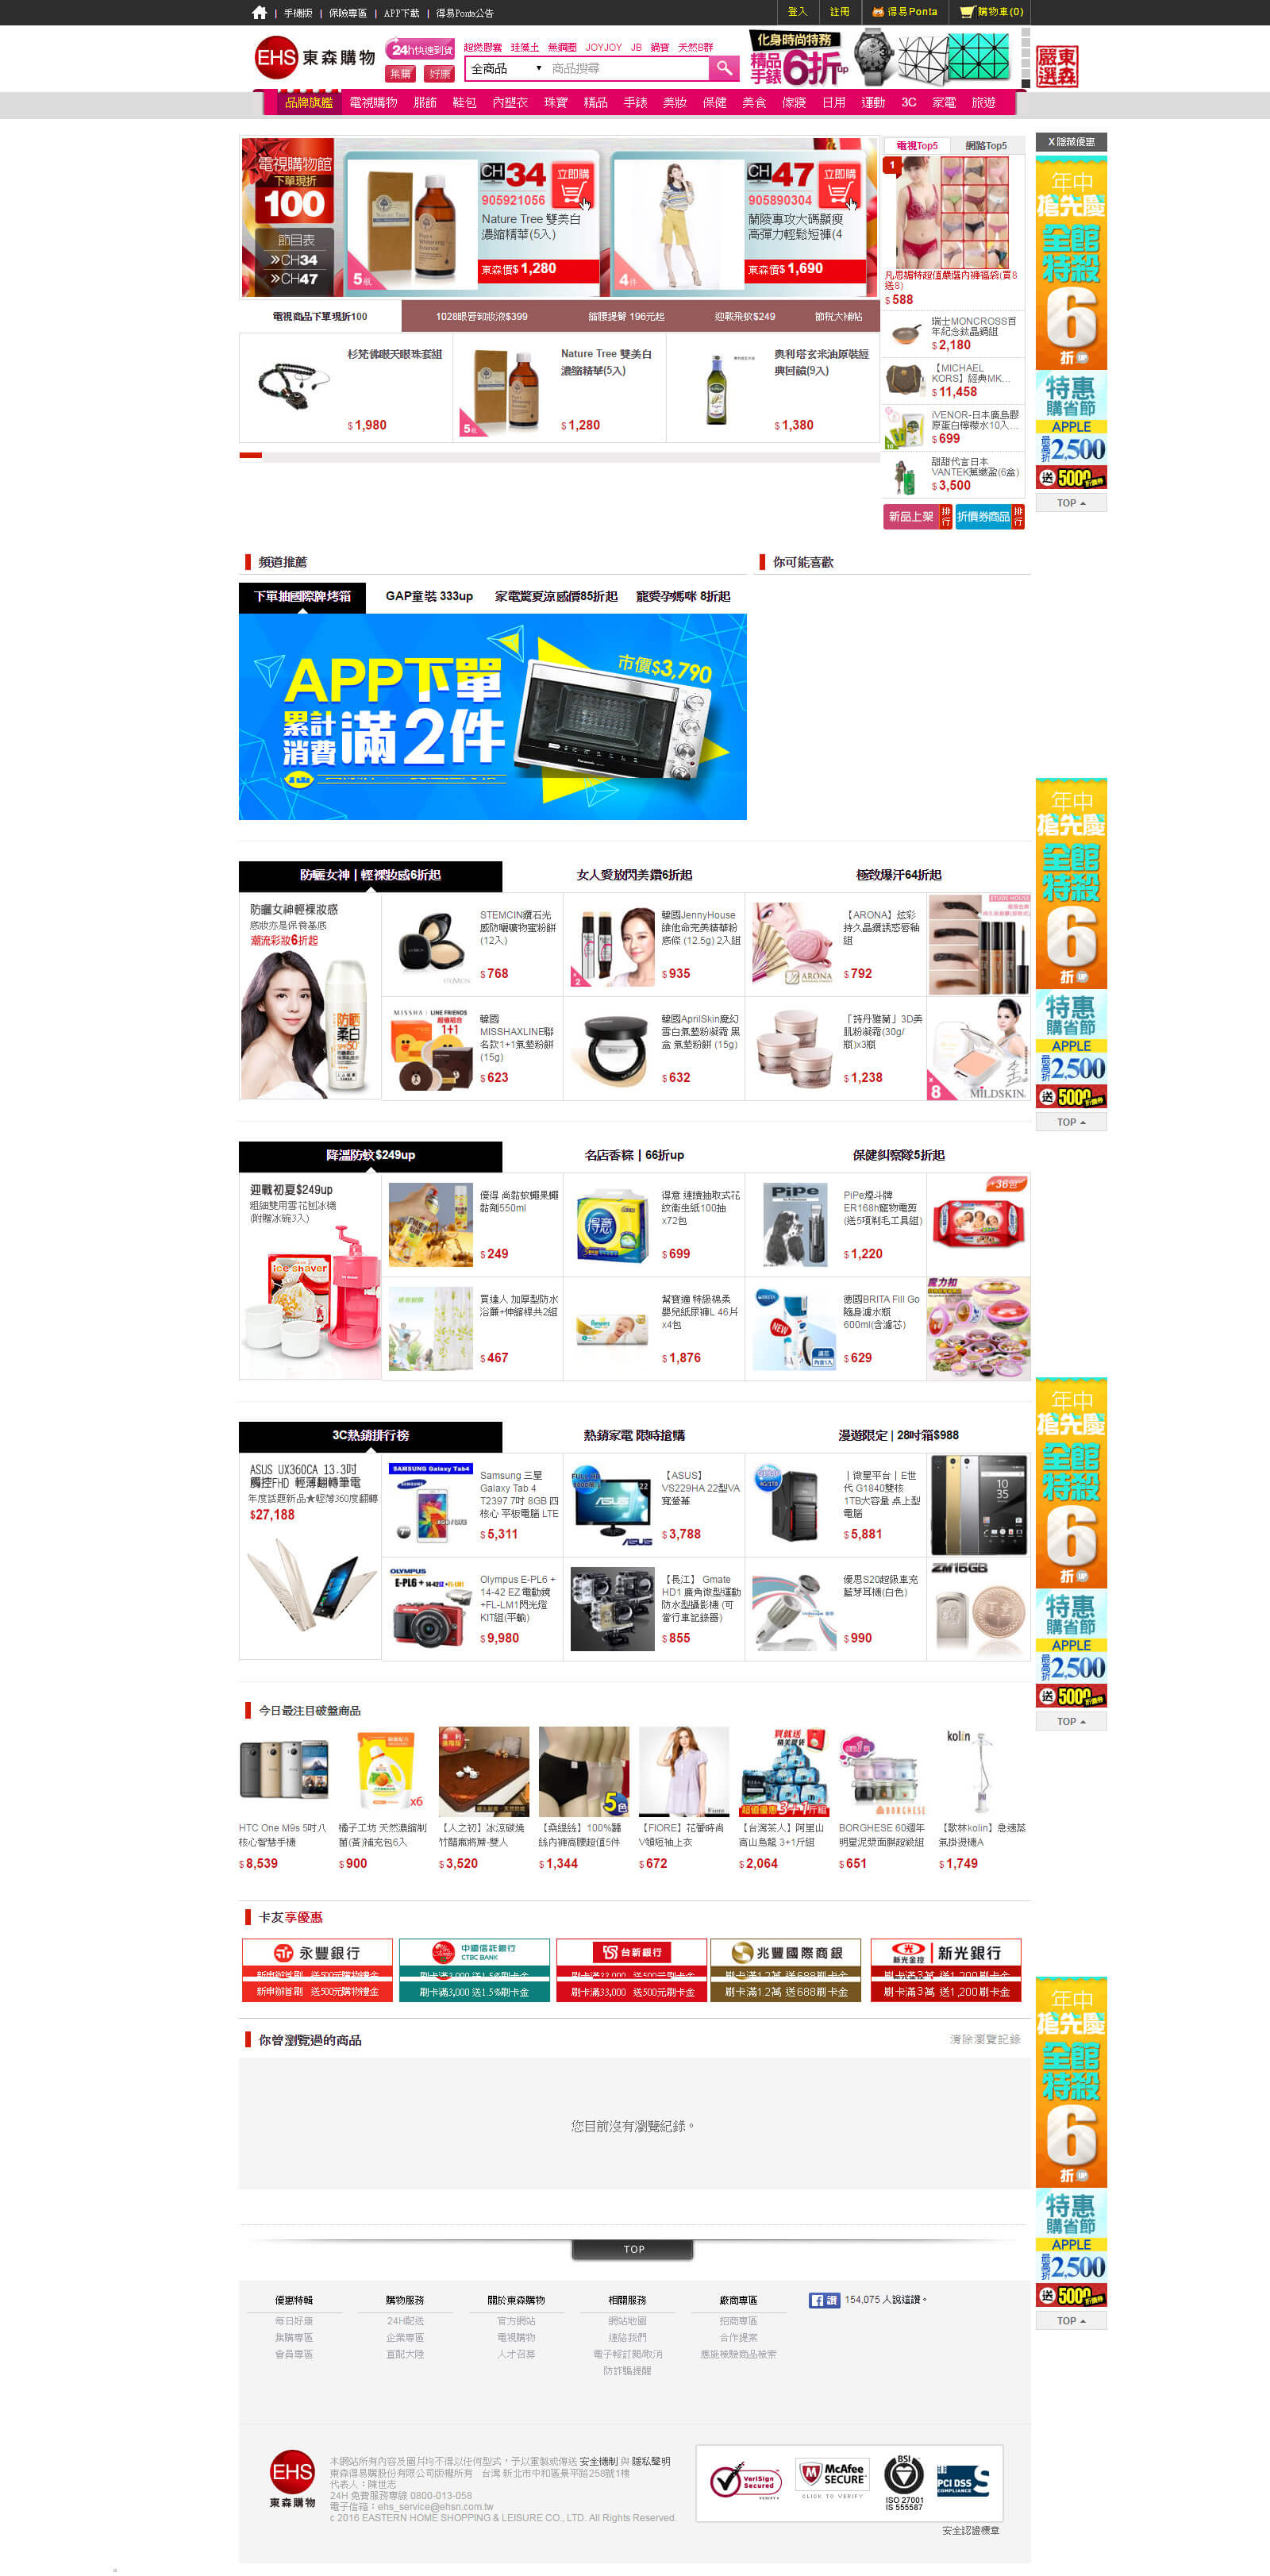 手機版
保險專區
APP下載
得易Ponta公告
登入
註冊
得易Ponta
購物車(0)
EHS 東森購物
24h快速到貨
集購
好康
超燃膠囊 珪藻土 無鋼圈 JOYJOY JB 鍋寶 天然B群
全商品
商品搜尋
化身時尚特務
精品手錶6折up
東森嚴選
品牌旗艦 電視購物 服飾 鞋包 內塑衣 珠寶 精品 手錶 美妝 保健 美食 傢寢 日用 運動 3C 家電 旅遊
電視購物館
下單現折
100
節目表
CH34
CH47
CH34
立即購
905921056
Nature Tree 雙美白
濃縮精華(5入)
東森價$1,280
5瓶
CH47
立即購
905890304
蘭陵專攻大碼顯瘦
高彈力輕鬆短褲(4
東森價$1,690
4件
電視Top5
網路Top5
1
凡思媚特超值嚴選內褲福袋(買8
送8)
$588
瑞士MONCROSS百
年紀念鈦晶鍋組
$2,180
【MICHAEL
KORS】經典MK...
$11,458
iVENOR-日本廣島膠
原蛋白檸檬水10入...
$699
甜甜代言日本
VANTEK薰纖盈(6盒)
$3,500
新品上架 排行
折價券商品 排行
X 隱藏優惠
年中
搶先慶
全館
特殺
6
折up
特惠
購省節
APPLE
最高折2,500
送5000折價券
TOP
電視商品下單現折100
1028眼唇卸妝液$399
縮腰提臀 196元起
迎戰飛蚊$249
節稅大補帖
杉梵佛眼天眼珠套組
$1,980
Nature Tree 雙美白
濃縮精華(5入)
$1,280
奧利塔玄米油原裝經
典回饋(9入)
$1,380
頻道推薦
你可能喜歡
下單抽國際牌烤箱
GAP童裝 333up
家電驚夏涼感價85折起
寵愛孕媽咪 8折起
APP下單
累計消費滿2件
市價$3,790
防曬女神 | 輕裸妝感6折起
女人愛放閃美鑽6折起
極致爆汗64折起
防曬女神輕裸妝感
底妝亦是保養基底
潮流彩妝6折起
STEMCIN鑽石光
感防曬礦物蜜粉餅
(12入)
$768
韓國JennyHouse
維他命完美精華粉
底條 (12.5g) 2入組
$935
【ARONA】炫彩
持久晶鑽誘惑唇釉
組
$792
韓國
MISSHAXLINE聯
名款1+1氣墊粉餅
(15g)
$623
韓國AprilSkin魔幻
雪白氣墊粉凝霜 黑
盒 氣墊粉餅 (15g)
$632
「詩丹雅蘭」3D美
肌粉凝霜(30g/
瓶)x3瓶
$1,238
MILDSKIN
降溫防蚊$249up
名店香粽 | 66折up
保健糾察隊5折起
迎戰初夏$249up
粗細雙用雪花刨冰機
(附贈冰碗3入)
優得 尚黏蚊蠅果蠅
黏劑550ml
$249
得意 連續抽取式花
紋衛生紙100抽
x72包
$699
PiPe煙斗牌
ER168h寵物電剪
(送5項剃毛工具組)
$1,220
36包
買達人 加厚型防水
浴簾+伸縮桿共2組
$467
幫寶適 特級棉柔
嬰兒紙尿褲L 46片
x4包
$1,876
德國BRITA Fill Go
隨身濾水瓶
600ml(含濾芯)
$629
魔力扣
3C熱銷排行榜
熱銷家電 限時搶購
漫遊限定 | 28吋箱$988
ASUS UX360CA 13.3吋
觸控FHD 輕薄翻轉筆電
年度話題新品★輕薄360度翻轉
$27,188
Samsung 三星
Galaxy Tab 4
T2397 7吋 8GB 四
核心 平板電腦 LTE
$5,311
【ASUS】
VS229HA 22型VA
寬螢幕
$3,788
｜微星平台｜E世
代 G1840雙核
1TB大容量 桌上型
電腦
$5,881
Olympus E-PL6 +
14-42 EZ 電動鏡
+FL-LM1閃光燈
KIT組(平輸)
$9,980
【長江】 Gmate
HD1 廣角微型運動
防水型攝影機 (可
當行車記錄器)
$855
優思S20超級車充
藍芽耳機(白色)
$990
ZM16GB
今日最注目破盤商品
HTC One M9s 5吋八
核心智慧手機
$8,539
橘子工坊 天然濃縮制
菌(黃)補充包6入
$900
【人之初】冰涼碳燒
竹麻將蓆-雙人
$3,520
【桑緹絲】100%蠶
絲內褲高腰超值5件
$1,344
【FIORE】花蕾時尚
V領短袖上衣
$672
【台灣茶人】阿里山
高山烏龍 3+1斤組
$2,064
BORGHESE 60週年
明星泥漿面膜超殺組
$651
【歌林kolin】急速蒸
氣掛燙機A
$1,749
卡友享優惠
永豐銀行
新申辦首刷 送500元購物禮金
中國信託銀行 CTBC BANK
刷卡滿3,000 送1.5%刷卡金
台新銀行
刷卡滿33,000 送500元刷卡金
兆豐國際商銀
刷卡滿1.2萬 送688刷卡金
新光金控 新光銀行
刷卡滿3萬 送1,200刷卡金
你曾瀏覽過的商品
清除瀏覽記錄
您目前沒有瀏覽紀錄。
TOP
優惠特輯
每日好康
集購專區
會員專區
購物服務
24H配送
企業專區
直配大陸
關於東森購物
官方網站
電視購物
人才召募
相關服務
網站地圖
連絡我們
電子報訂閱/取消
防詐騙提醒
廠商專區
招商專區
合作提案
應施檢驗商品檢索
讚 154,075 人說這讚。
EHS
東森購物
本網站所有內容及圖片均不得以任何型式，予以重製或傳送 安全機制 與 隱私聲明
東森得易購股份有限公司版權所有 台灣 新北市中和區景平路258號1樓
代表人：陳世志
24H 免費服務專線 0800-013-058
電子信箱：ehs_service@ehsn.com.tw
c 2016 EASTERN HOME SHOPPING & LEISURE CO., LTD. All Rights Reserved.
VeriSign Secured
VERIFY
McAfee SECURE
CLICK TO VERIFY
BSI
ISO 27001
IS 555587
PCI DSS COMPLIANT
安全認證標章